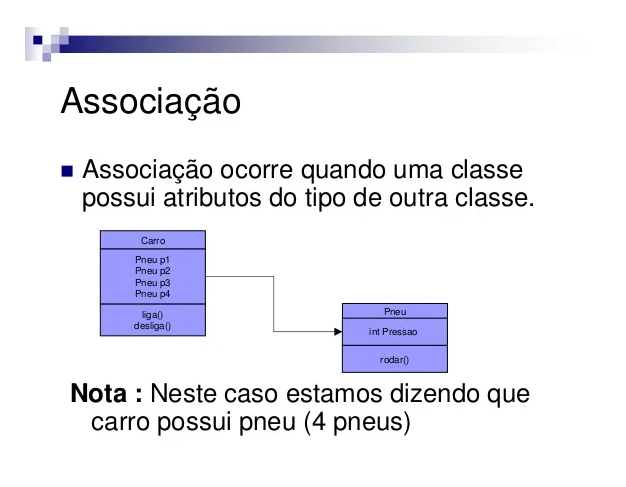 Associação
Associação ocorre quando uma classe
possui atributos do tipo de outra classe.
Carro
Pneu p1
Pneu p2
Pneu p3
Pneu p4
liga()
desliga()
Pneu
int Pressao
rodar()
Nota : Neste caso estamos dizendo que
carro possui pneu (4 pneus)